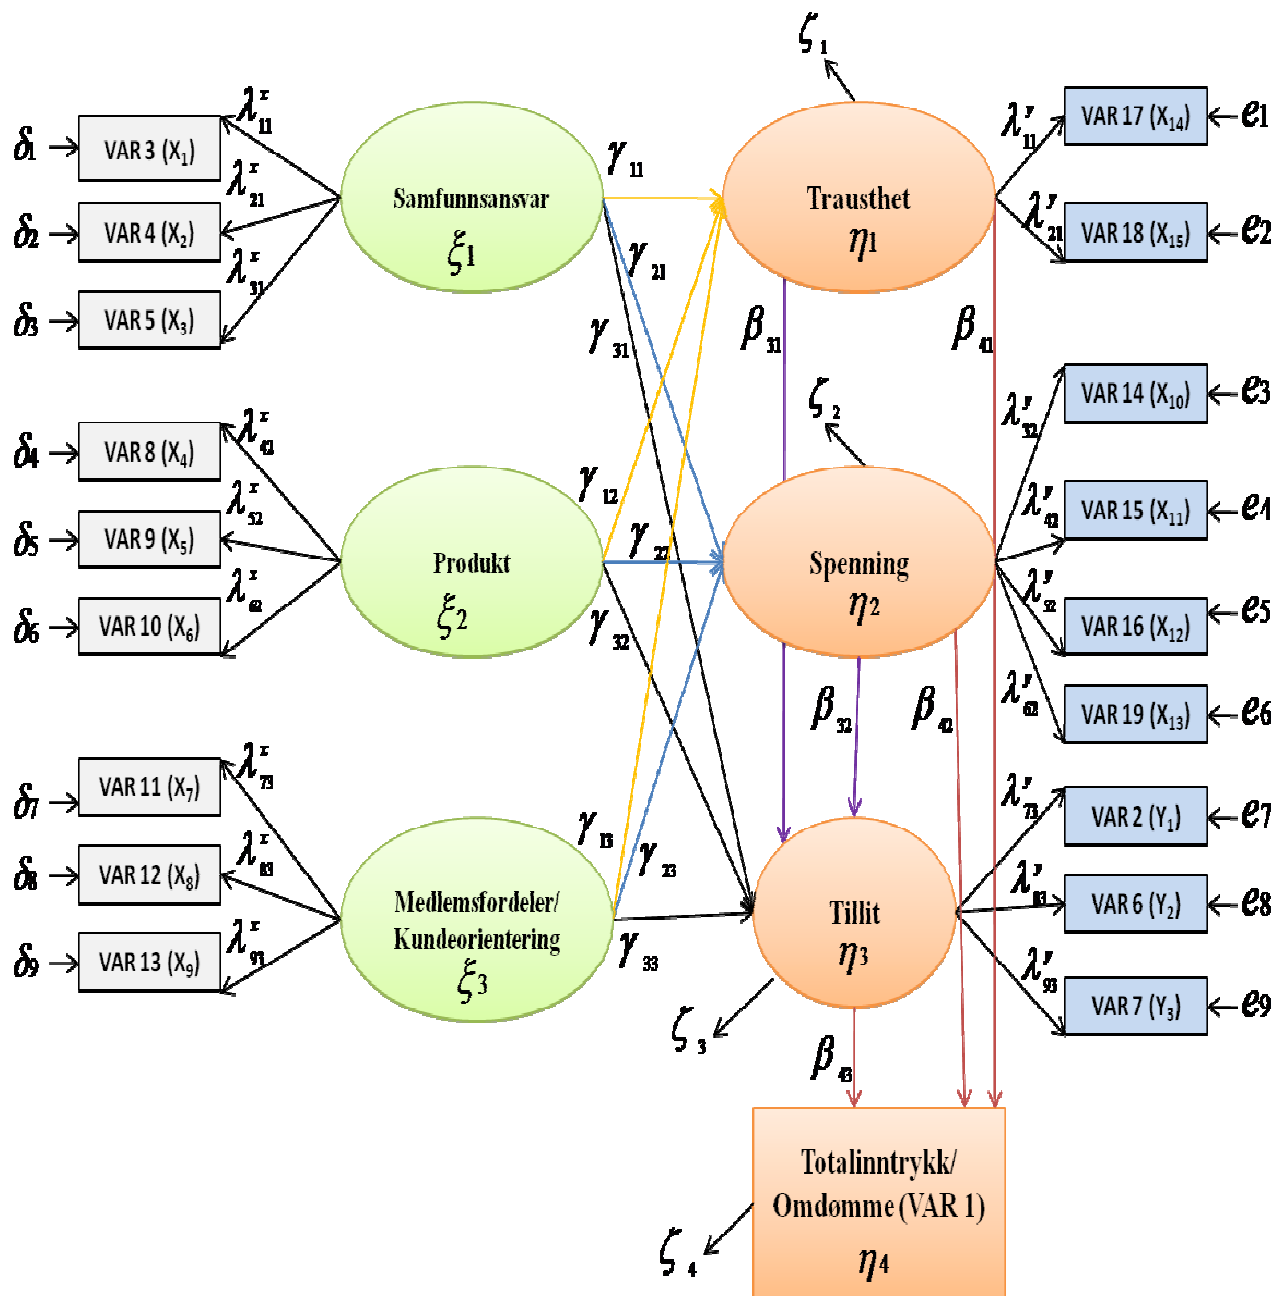 ζ₁
δ₁
VAR 3 (X₁)
λˣ₁₁
Samfunnsansvar
ξ₁
γ₁₁
Trausthet
η₁
λʸ₁₁
VAR 17 (X₁₄)
e₁
δ₂
VAR 4 (X₂)
λˣ₂₁
γ₂₁
λʸ₂₁
VAR 18 (X₁₅)
e₂
δ₃
VAR 5 (X₃)
λˣ₃₁
γ₃₁
β₃₁
β₄₁
ζ₂
δ₄
VAR 8 (X₄)
λˣ₄₂
Produkt
ξ₂
γ₁₂
Spenning
η₂
λʸ₃₂
VAR 14 (X₁₀)
e₃
δ₅
VAR 9 (X₅)
λˣ₅₂
γ₂₂
λʸ₄₂
VAR 15 (X₁₁)
e₄
δ₆
VAR 10 (X₆)
λˣ₆₂
γ₃₂
λʸ₅₂
VAR 16 (X₁₂)
e₅
β₃₂
β₄₂
λʸ₆₂
VAR 19 (X₁₃)
e₆
δ₇
VAR 11 (X₇)
λˣ₇₃
Medlemsfordeler/
Kundeorientering
ξ₃
γ₁₃
Tillit
η₃
λʸ₇₃
VAR 2 (Y₁)
e₇
δ₈
VAR 12 (X₈)
λˣ₈₃
γ₂₃
λʸ₈₃
VAR 6 (Y₂)
e₈
δ₉
VAR 13 (X₉)
λˣ₉₃
γ₃₃
λʸ₉₃
VAR 7 (Y₃)
e₉
ζ₃
β₄₃
Totalinntrykk/
Omdømme (VAR 1)
η₄
ζ₄